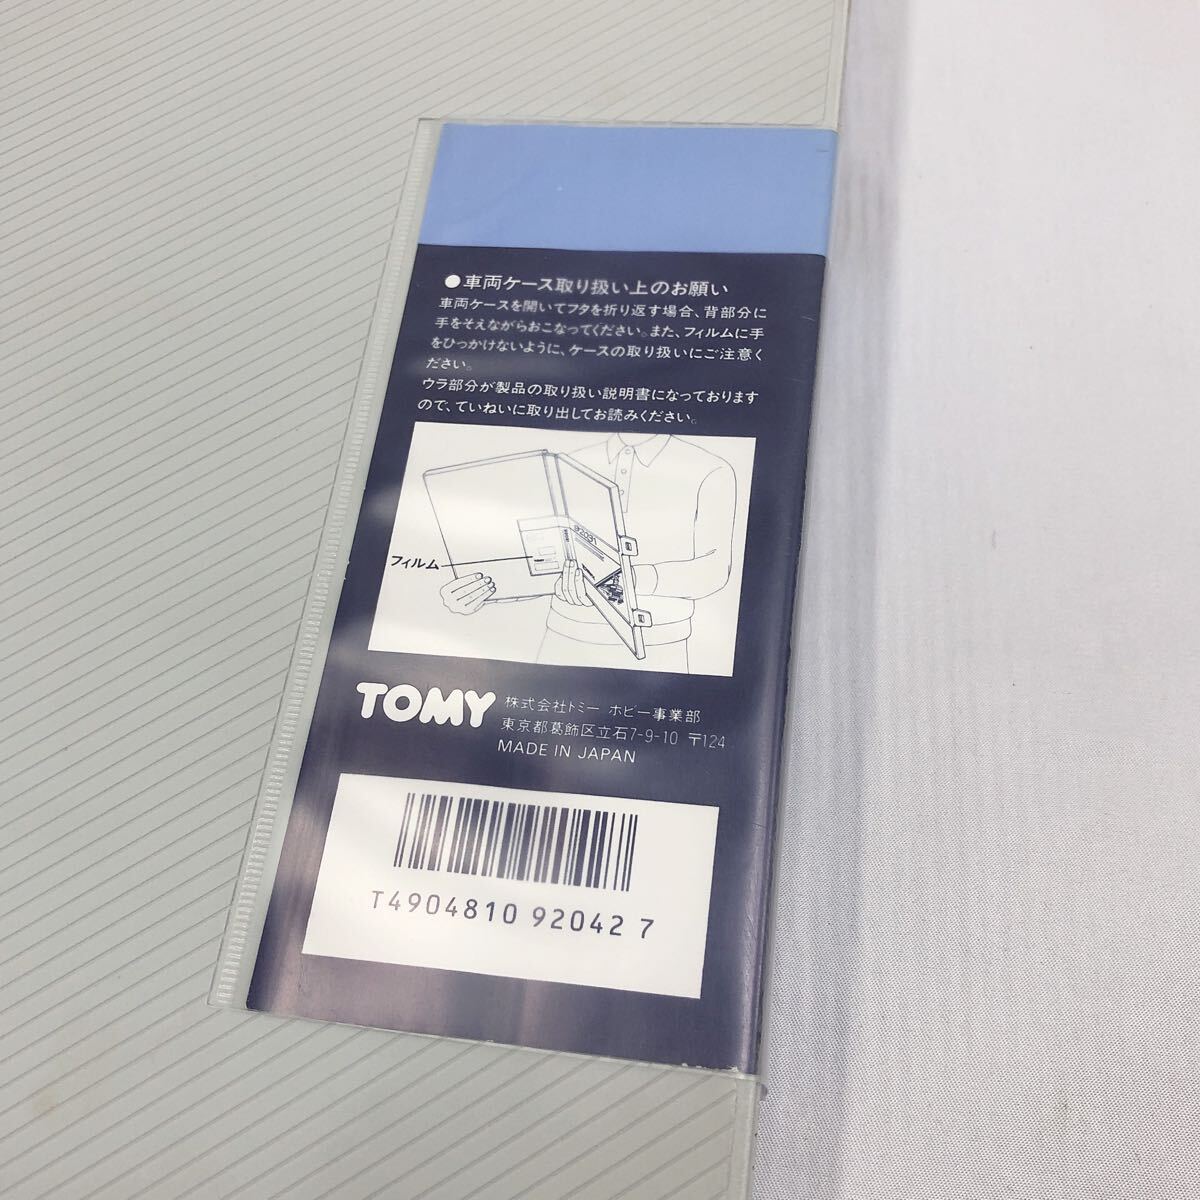 ●車両ケース取り扱い上のお願い
車両ケースを開いてフタを折り返す場合、背部分に
手をそえながらおこなってください。また、フィルムに手
をひっかけないように、ケースの取り扱いにご注意く
ださい。
ウラ部分が製品の取り扱い説明書になっております
ので、ていねいに取り出してお読みください。
フィルム
92031
TOMY
株式会社トミー ホビー事業部
東京都葛飾区立石7-9-10 〒124
MADE IN JAPAN
T4904810 92042 7